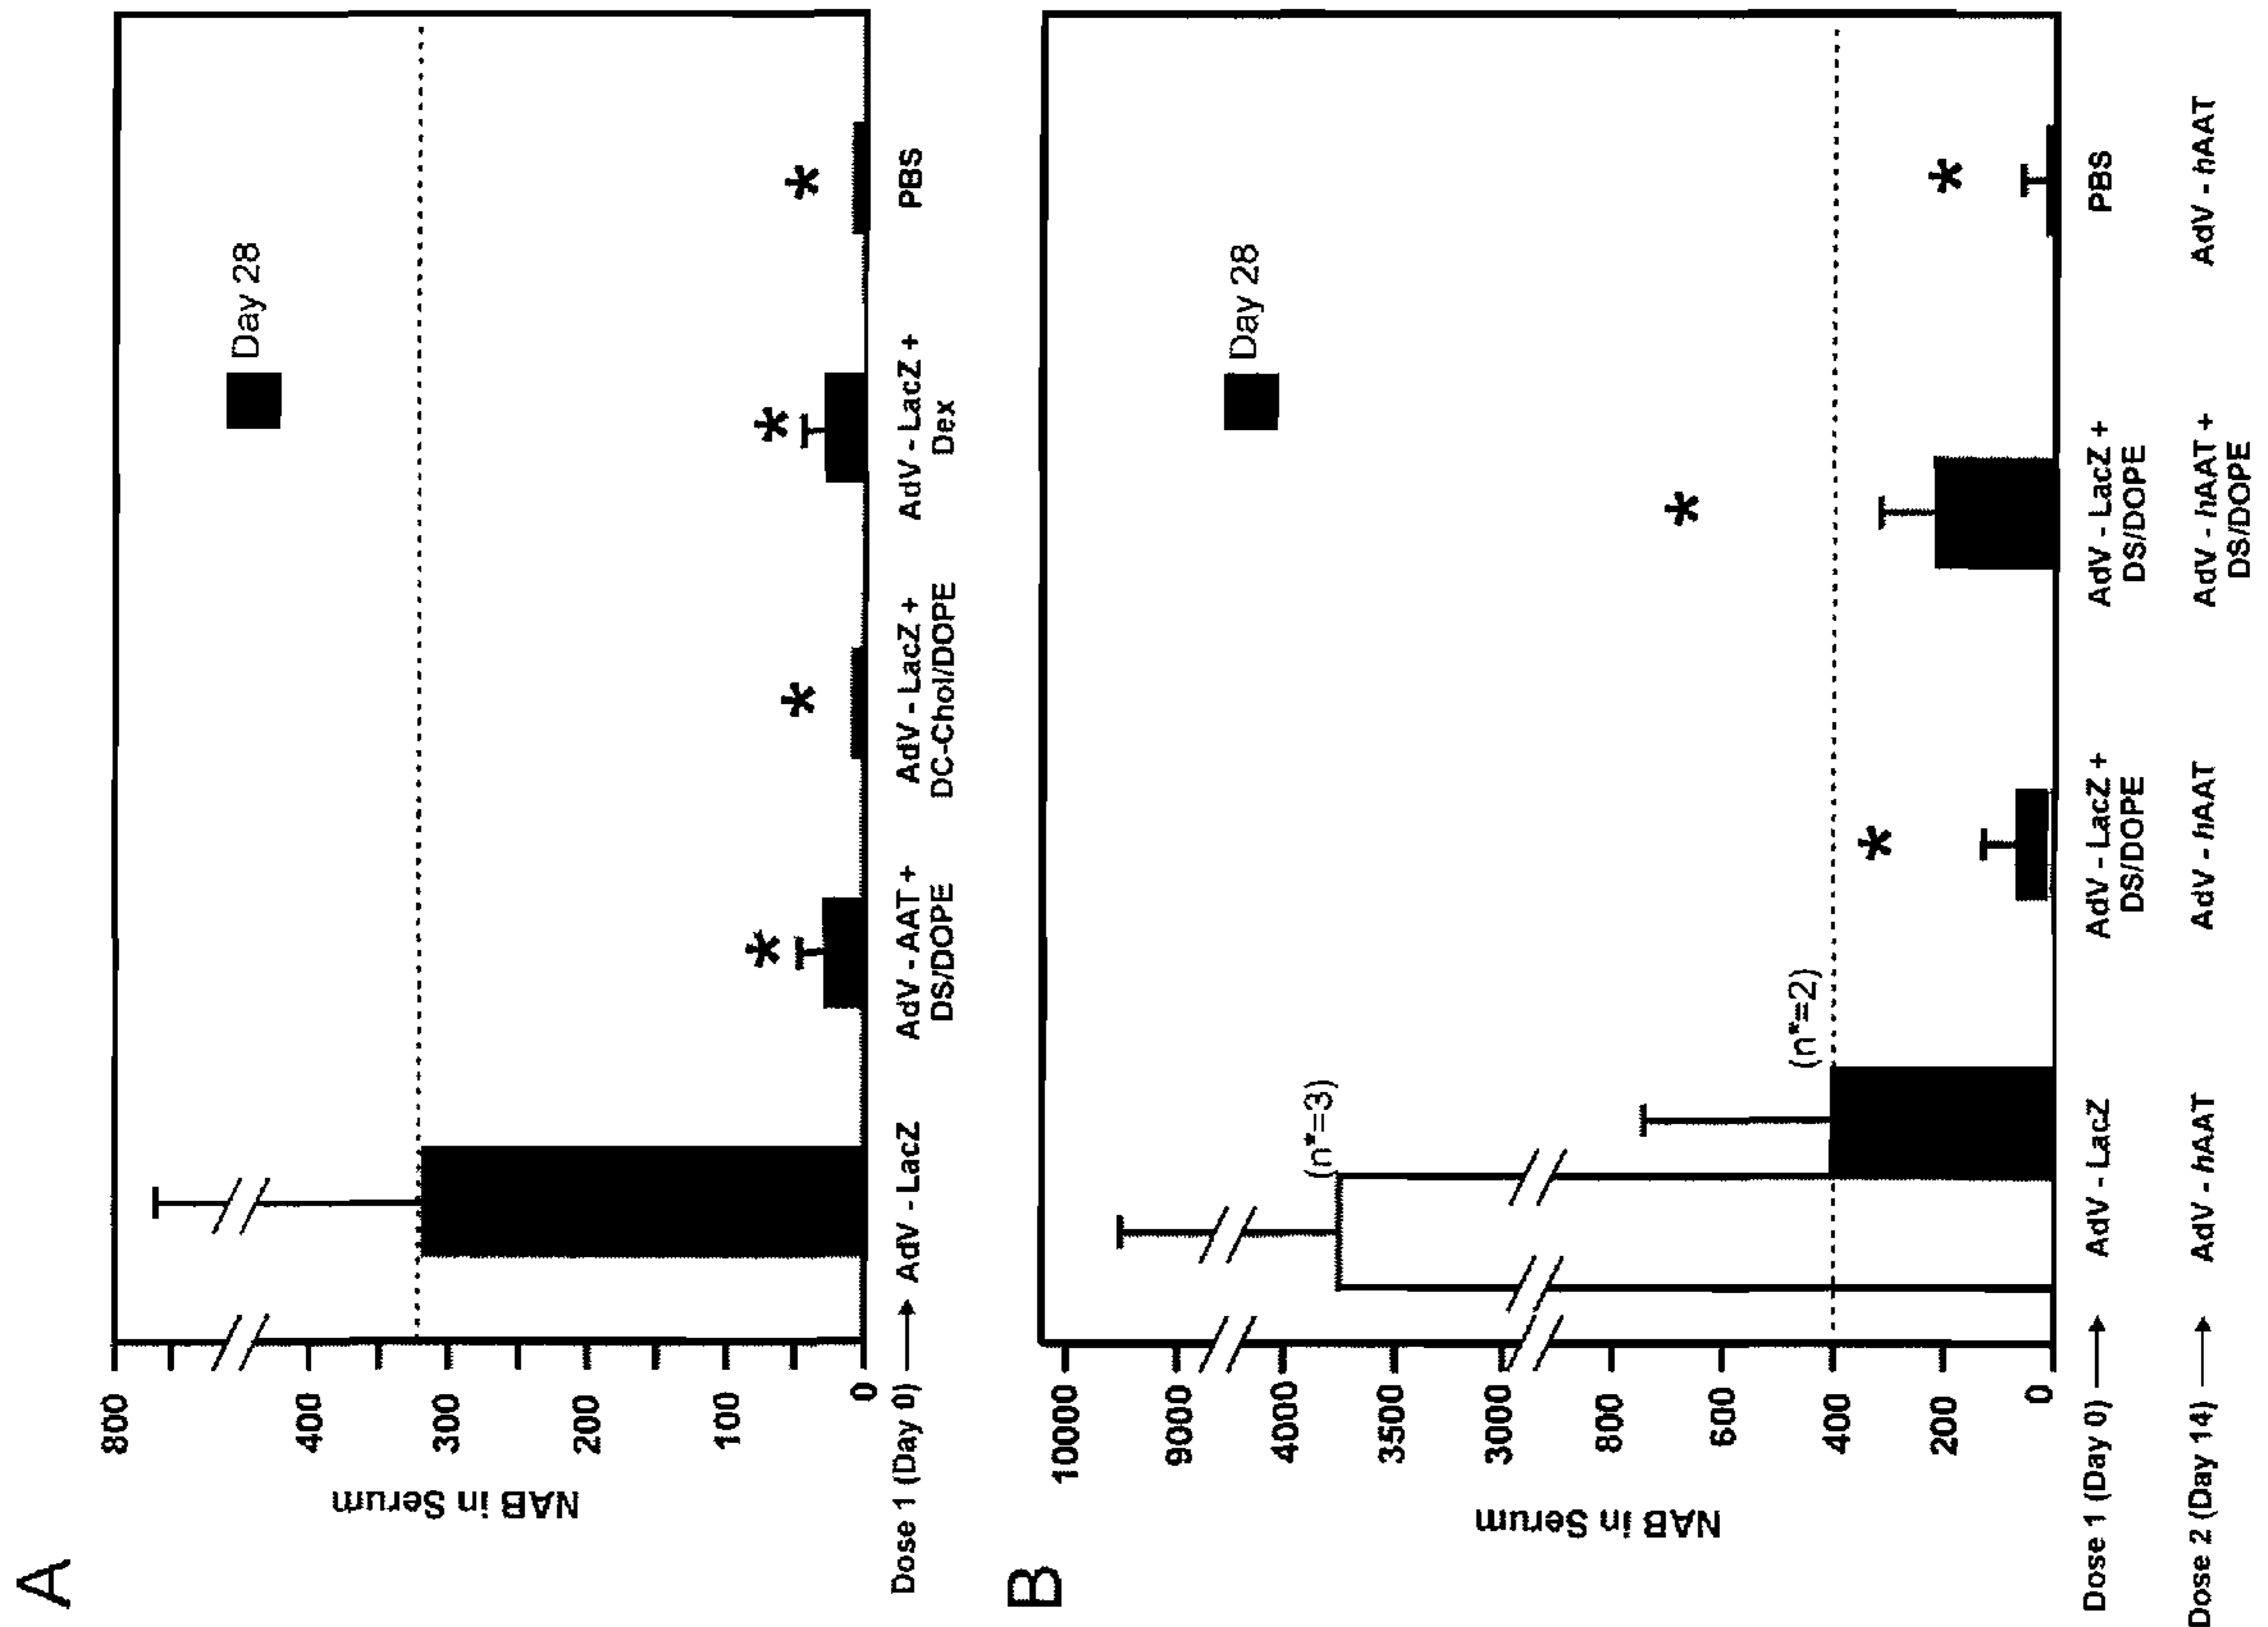 A
NAB in Serum
800
400
300
200
100
0
Day 28
*
*
*
*
Dose 1 (Day 0) → AdV - LacZ
AdV - AAT +
DS/DOPE
AdV - LacZ +
DC-Chol/DOPE
AdV - LacZ +
Dex
PBS
B
NAB in Serum
10000
9000
4000
3500
3000
800
600
400
200
0
Day 28
(n*=3)
(n*=2)
*
*
*
Dose 1 (Day 0) → AdV - LacZ
AdV - LacZ +
DS/DOPE
AdV - LacZ +
DS/DOPE
PBS
Dose 2 (Day 14) → AdV - hAAT
AdV - hAAT
AdV - hAAT +
DS/DOPE
AdV - hAAT